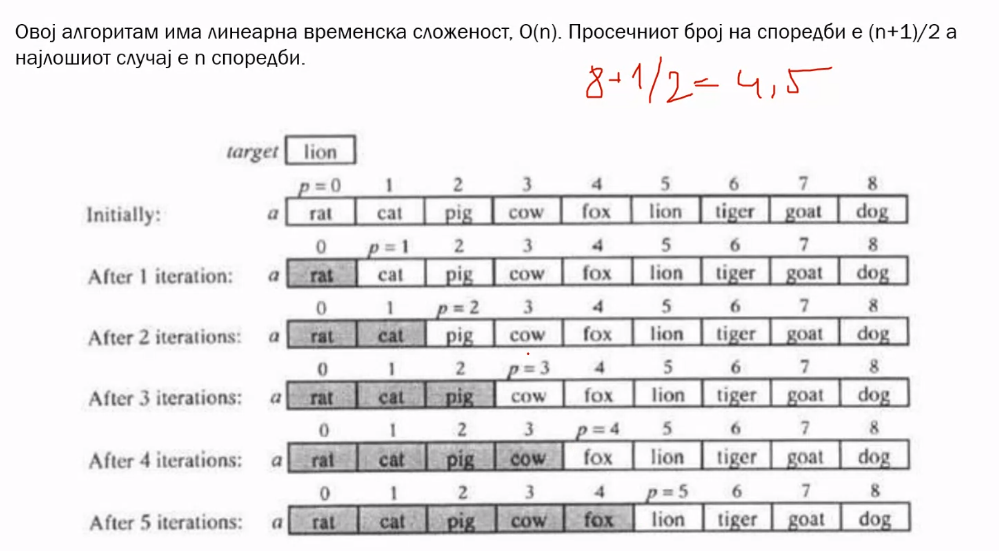 Овој алгоритам има линеарна временска сложеност, O(n). Просечниот број на споредби е (n+1)/2 а
најлошиот случај е n споредби.
8+1/2=4,5
target lion
p = 0 1 2 3 4 5 6 7 8
Initially: a rat cat pig cow fox lion tiger goat dog
0 p = 1 2 3 4 5 6 7 8
After 1 iteration: a rat cat pig cow fox lion tiger goat dog
0 1 p = 2 3 4 5 6 7 8
After 2 iterations: a rat cat pig cow fox lion tiger goat dog
0 1 2 p = 3 4 5 6 7 8
After 3 iterations: a rat cat pig cow fox lion tiger goat dog
0 1 2 3 p = 4 5 6 7 8
After 4 iterations: a rat cat pig cow fox lion tiger goat dog
0 1 2 3 4 p = 5 6 7 8
After 5 iterations: a rat cat pig cow fox lion tiger goat dog